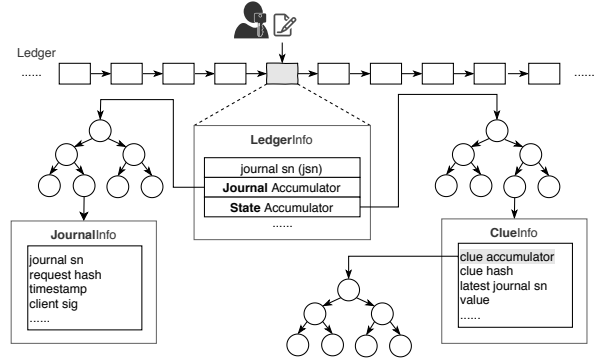 Ledger
...... ......
LedgerInfo
journal sn (jsn)
Journal Accumulator
State Accumulator
......
JournalInfo
journal sn
request hash
timestamp
client sig
......
ClueInfo
clue accumulator
clue hash
latest journal sn
value
......